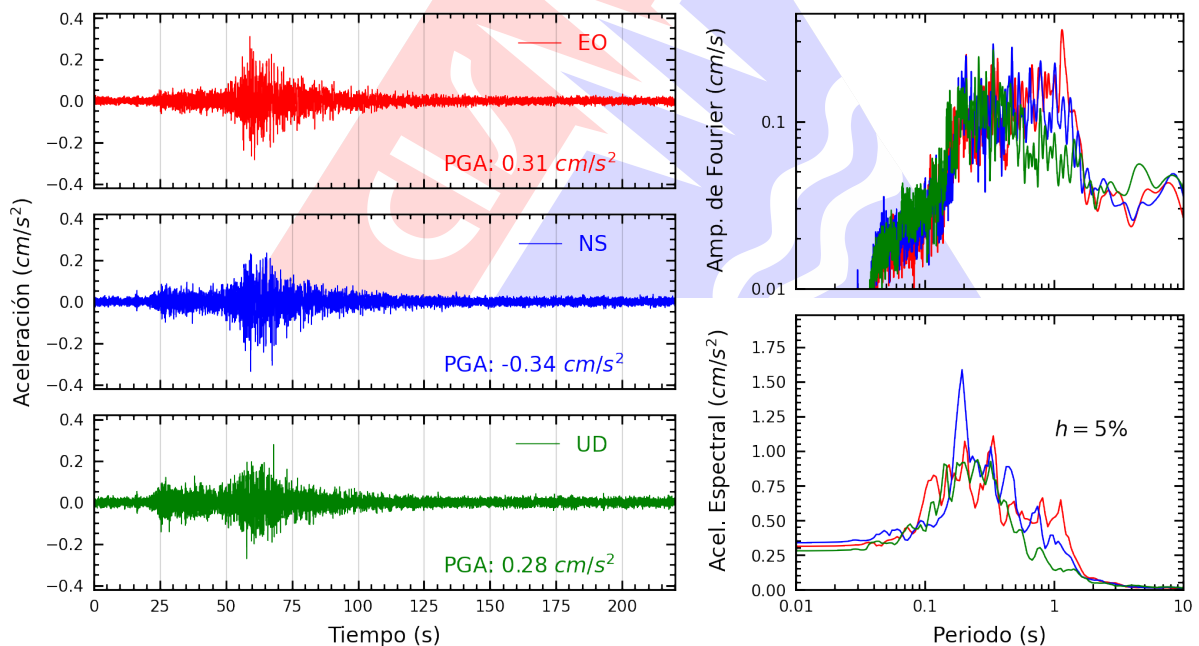 0.4
0.2
0.0
−0.2
−0.4
EO
PGA: 0.31 cm/s²
0.4
0.2
0.0
−0.2
−0.4
NS
PGA: -0.34 cm/s²
0.4
0.2
0.0
−0.2
−0.4
UD
PGA: 0.28 cm/s²
Aceleración (cm/s²)
0 25 50 75 100 125 150 175 200
Tiempo (s)
Amp. de Fourier (cm/s)
0.1
0.01
Acel. Espectral (cm/s²)
1.75
1.50
1.25
1.00
0.75
0.50
0.25
0.00
h = 5%
0.01 0.1 1 10
Periodo (s)